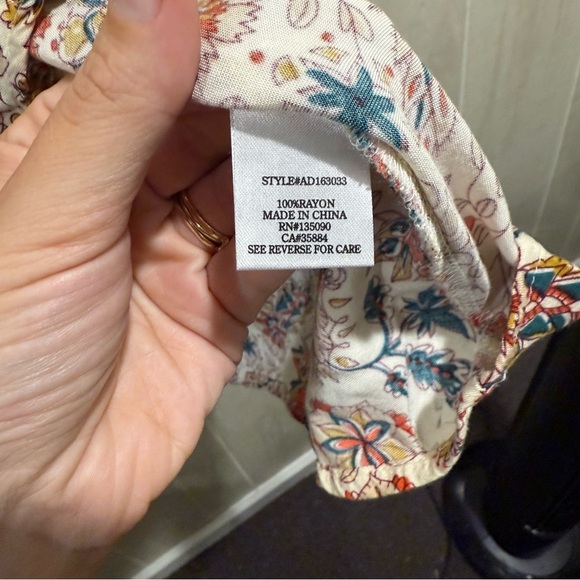 STYLE#AD163033
100%RAYON
MADE IN CHINA
RN#135090
CA#35884
SEE REVERSE FOR CARE